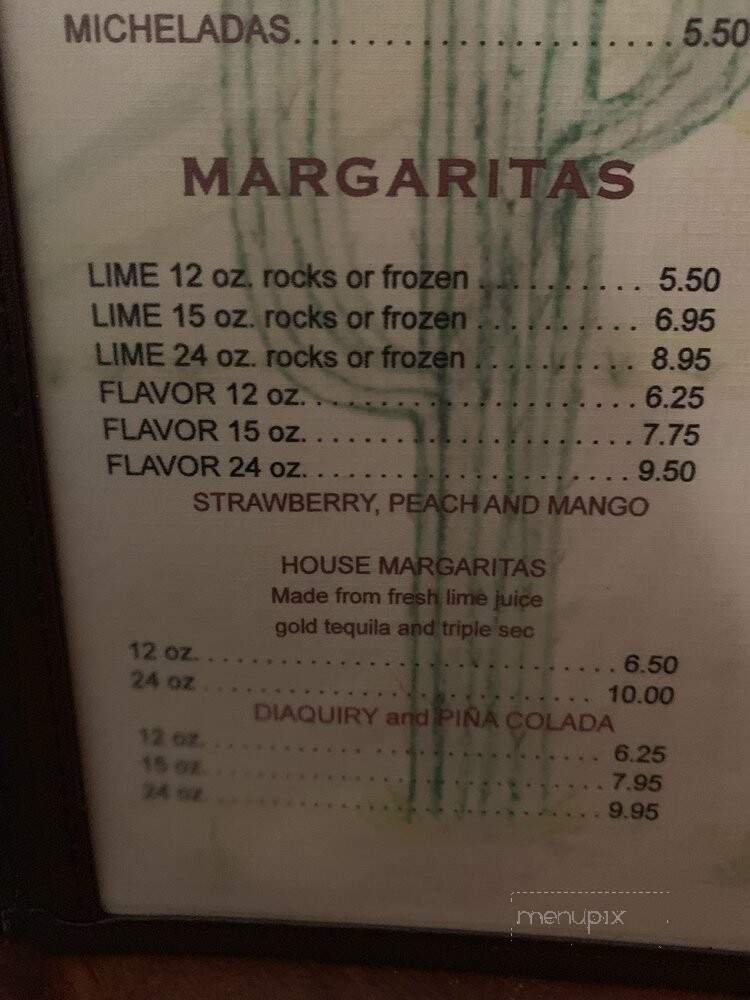 MICHELADAS. . . . . . . . . . . . . . . . . . . . . . . . 5.50
MARGARITAS
LIME 12 oz. rocks or frozen . . . . . . . . . . 5.50
LIME 15 oz. rocks or frozen . . . . . . . . . . 6.95
LIME 24 oz. rocks or frozen . . . . . . . . . . 8.95
FLAVOR 12 oz. . . . . . . . . . . . . . . . . . . . . . 6.25
FLAVOR 15 oz. . . . . . . . . . . . . . . . . . . . . . 7.75
FLAVOR 24 oz. . . . . . . . . . . . . . . . . . . . . . 9.50
STRAWBERRY, PEACH AND MANGO
HOUSE MARGARITAS
Made from fresh lime juice
gold tequila and triple sec
12 oz. . . . . . . . . . . . . . . . . . . . . . . . . . . . . . 6.50
24 oz . . . . . . . . . . . . . . . . . . . . . . . . . . . . 10.00
DIAQUIRY and PIÑA COLADA
12 oz. . . . . . . . . . . . . . . . . . . . . . . . . . . . 6.25
15 oz. . . . . . . . . . . . . . . . . . . . . . . . . . . . 7.95
24 oz . . . . . . . . . . . . . . . . . . . . . . . . . . . . 9.95
menupix